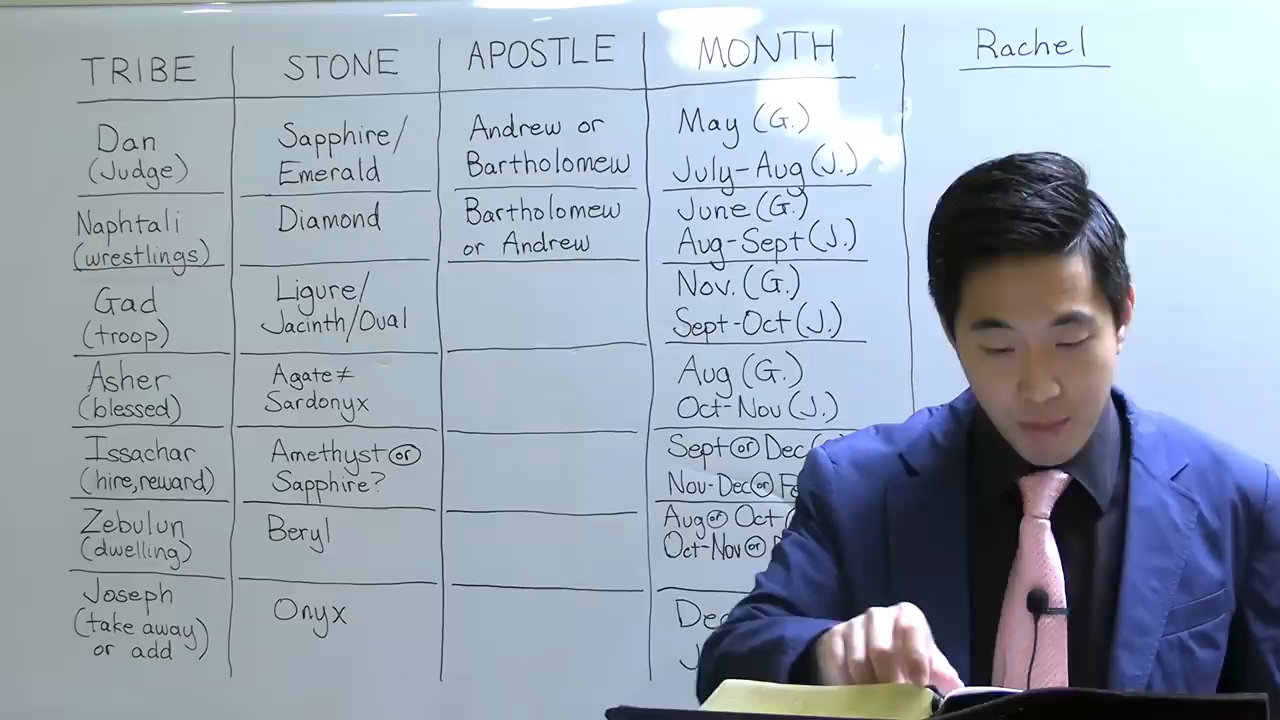 TRIBE STONE APOSTLE MONTH Rachel
Dan
(Judge)
Sapphire/
Emerald
Andrew or
Bartholomew
May (G.)
July-Aug (J.)
Naphtali
(wrestlings)
Diamond
Bartholomew
or Andrew
June (G.)
Aug-Sept (J.)
Gad
(troop)
Ligure/
Jacinth/Oval
Nov. (G.)
Sept-Oct (J.)
Asher
(blessed)
Agate≠
Sardonyx
Aug (G.)
Oct-Nov (J.)
Issachar
(hire, reward)
Amethyst or
Sapphire?
Sept or Dec
Nov-Dec or
Zebulun
(dwelling)
Beryl
Aug or Oct
Oct-Nov or
Joseph
(take away)
or add
Onyx
Dec